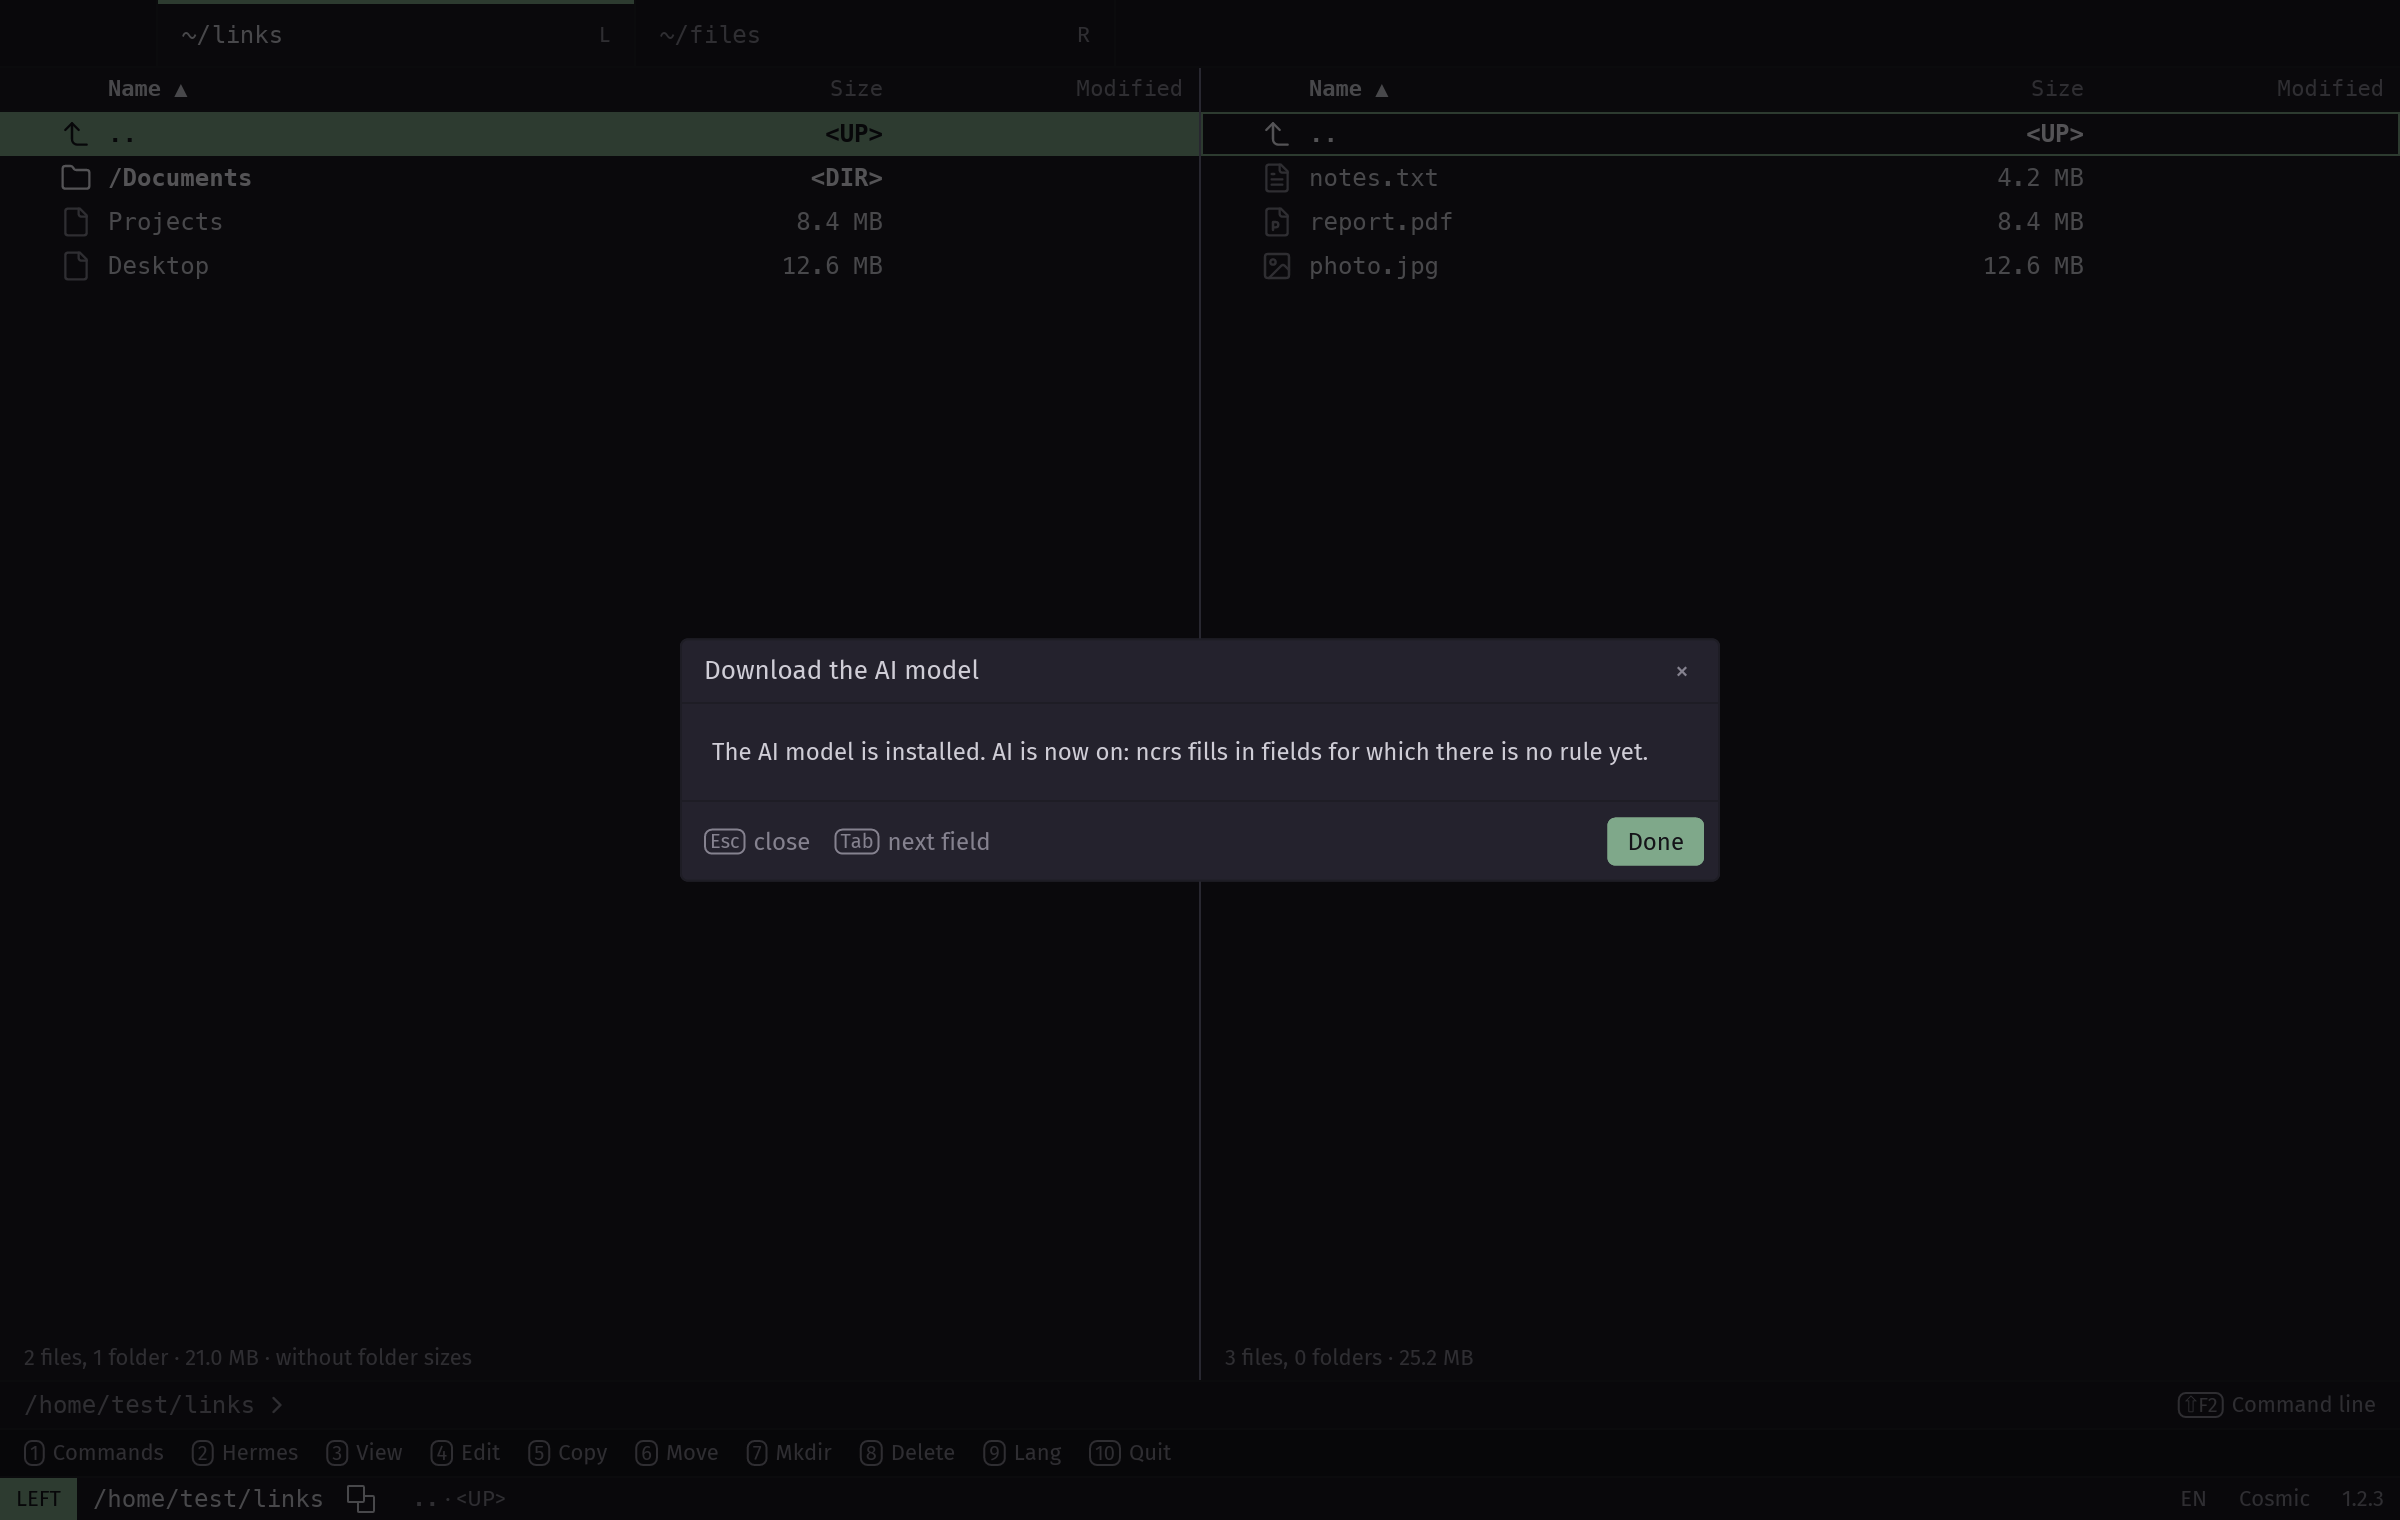 ~/links L ~/files R
Name ▲ Size Modified Name ▲ Size Modified
.. <UP> .. <UP>
/Documents <DIR> notes.txt 4.2 MB
Projects 8.4 MB report.pdf 8.4 MB
Desktop 12.6 MB photo.jpg 12.6 MB
Download the AI model ×
The AI model is installed. AI is now on: ncrs fills in fields for which there is no rule yet.
Esc close Tab next field Done
2 files, 1 folder · 21.0 MB · without folder sizes 3 files, 0 folders · 25.2 MB
/home/test/links > ⇧F2 Command line
1 Commands 2 Hermes 3 View 4 Edit 5 Copy 6 Move 7 Mkdir 8 Delete 9 Lang 10 Quit
LEFT /home/test/links .. · <UP> EN Cosmic 1.2.3